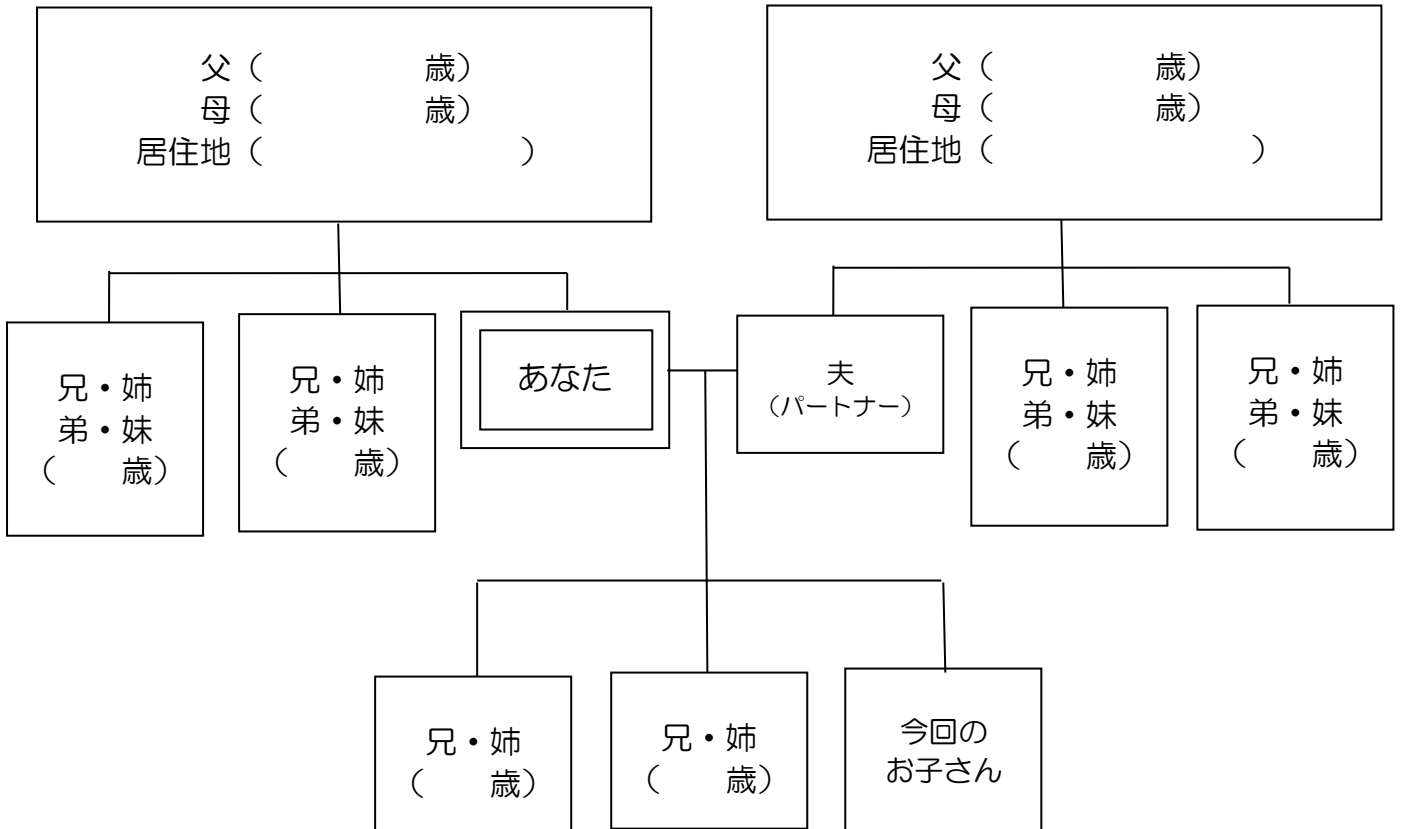 父（　　　　　歳）
母（　　　　　歳）
居住地（　　　　　　　　）
父（　　　　　歳）
母（　　　　　歳）
居住地（　　　　　　　　）
兄・姉
弟・妹
（　　歳）
兄・姉
弟・妹
（　　歳）
あなた
夫
（パートナー）
兄・姉
弟・妹
（　　歳）
兄・姉
弟・妹
（　　歳）
兄・姉
（　　歳）
兄・姉
（　　歳）
今回の
お子さん